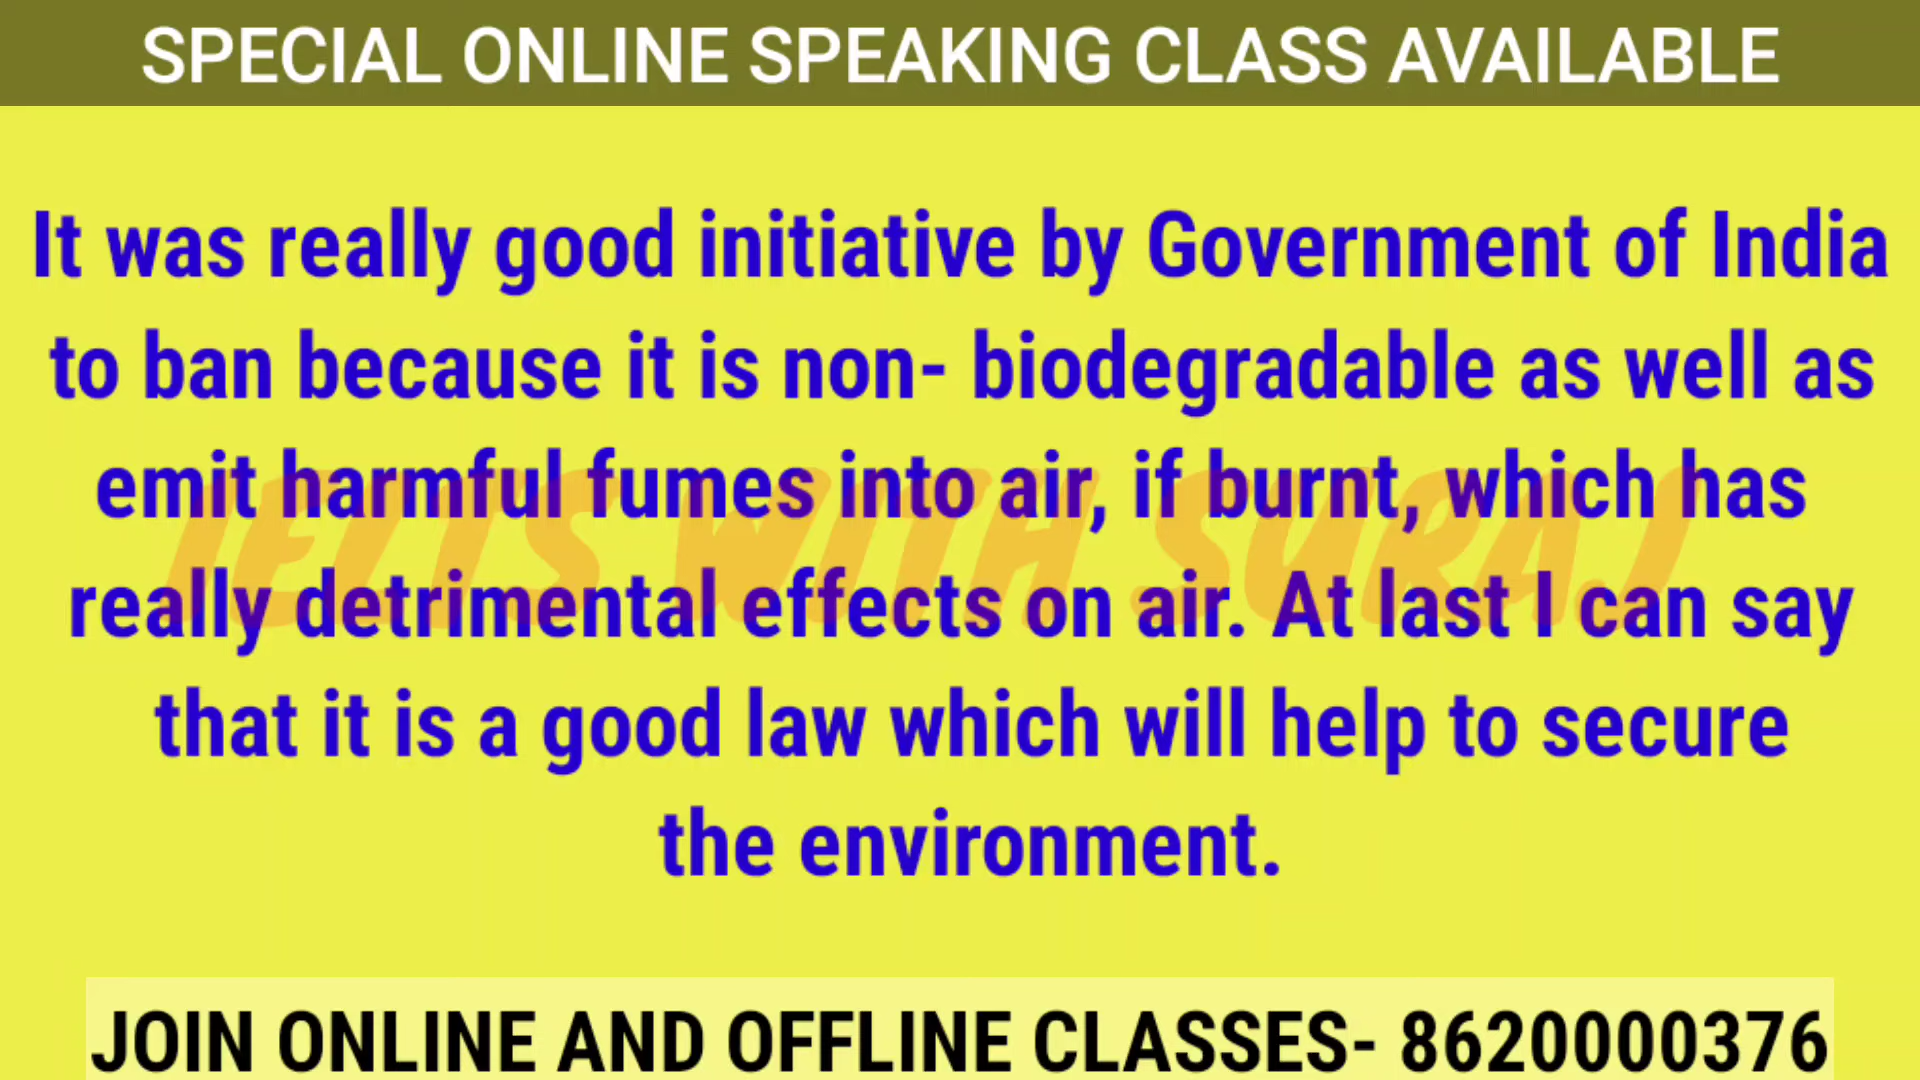 SPECIAL ONLINE SPEAKING CLASS AVAILABLE
It was really good initiative by Government of India
to ban because it is non- biodegradable as well as
emit harmful fumes into air, if burnt, which has
IELTS WITH SURAJ
really detrimental effects on air. At last I can say
that it is a good law which will help to secure
the environment.
JOIN ONLINE AND OFFLINE CLASSES- 8620000376